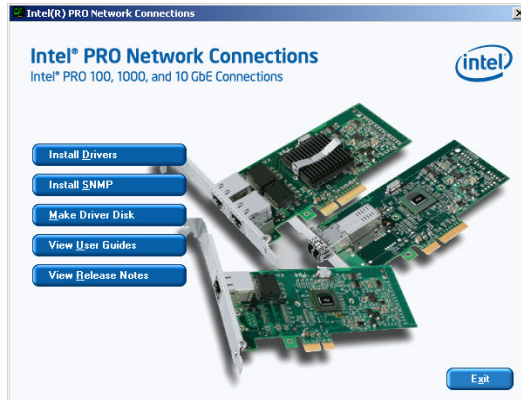 Intel(R) PRO Network Connections
Intel® PRO Network Connections
Intel® PRO 100, 1000, and 10 GbE Connections
intel
Install Drivers
Install SNMP
Make Driver Disk
View User Guides
View Release Notes
Exit